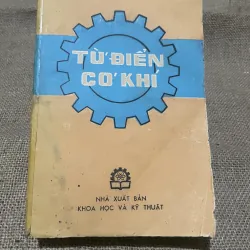 TỪ ĐIỂN
CƠ KHÍ
NHÀ XUẤT BẢN
KHOA HỌC VÀ KỸ THUẬT